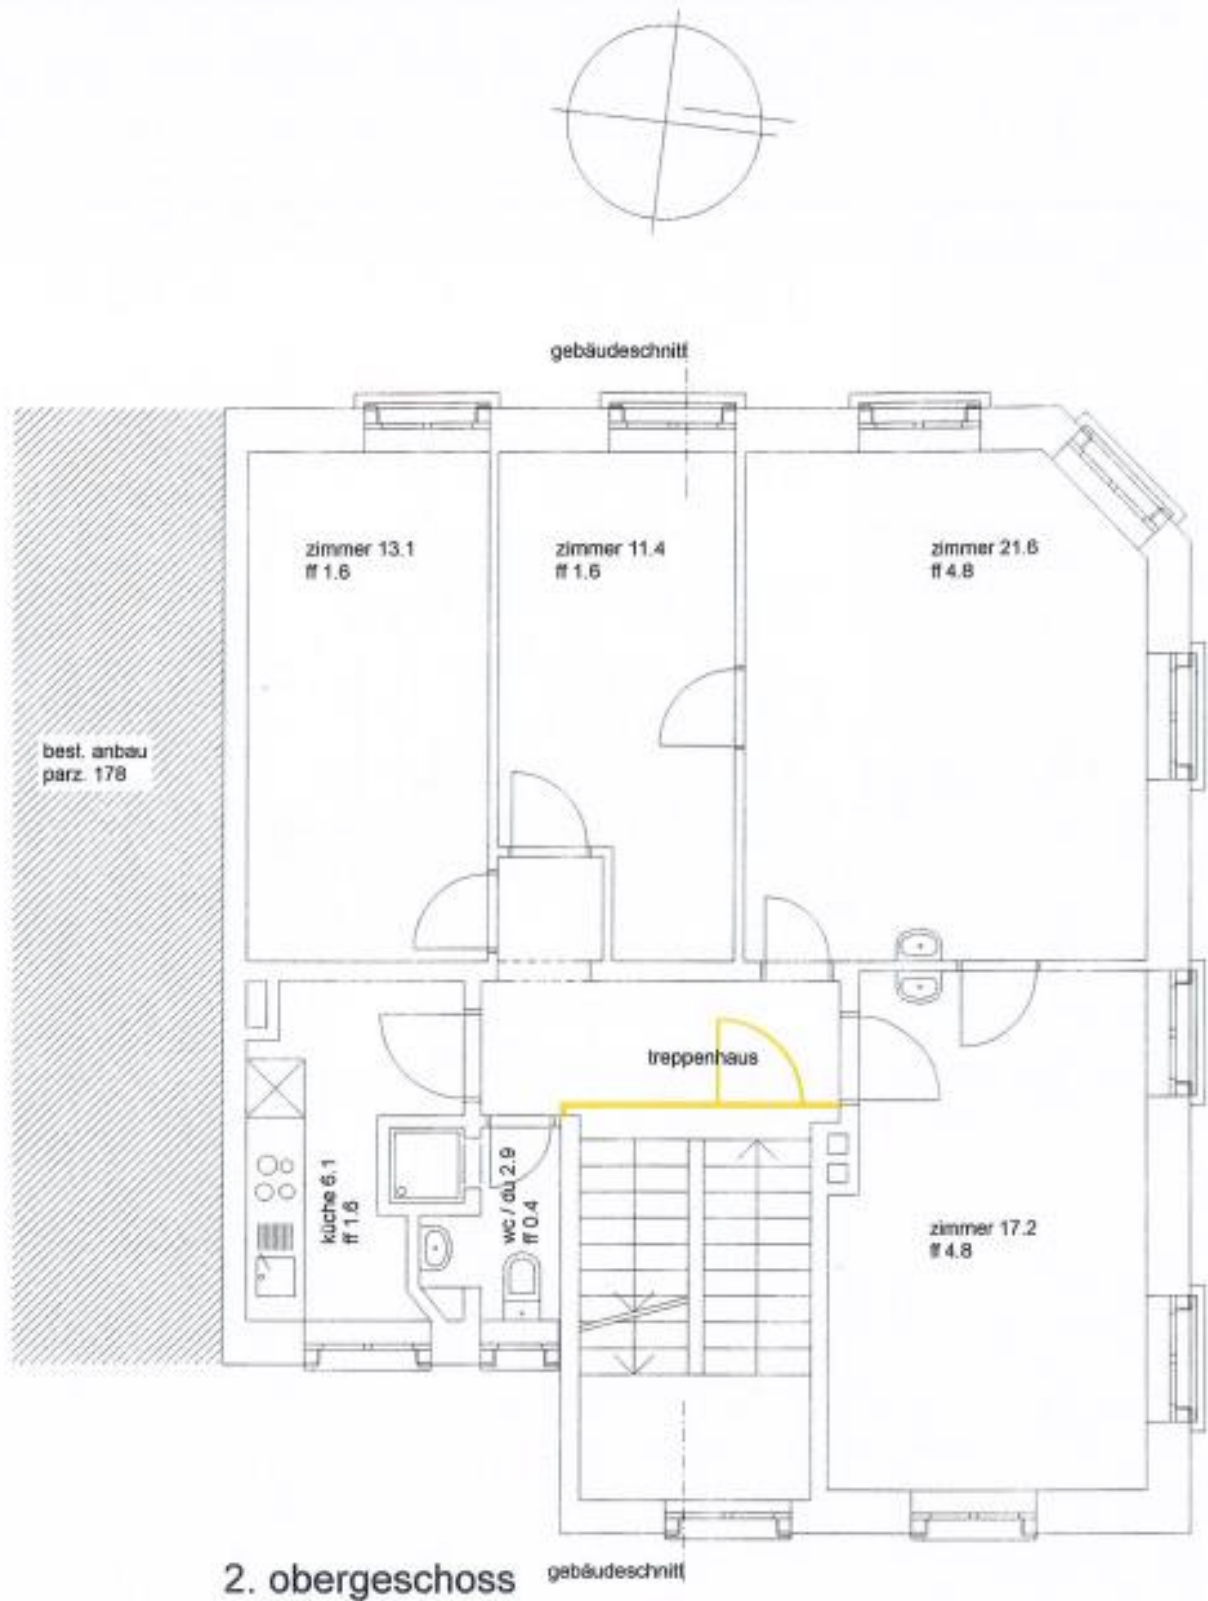 gebäudeschnitt
zimmer 13.1
ff 1.6
zimmer 11.4
ff 1.6
zimmer 21.6
ff 4.8
best. anbau
parz. 178
treppenhaus
küche 6.1
ff 1.6
wc / du 2.9
ff 0.4
zimmer 17.2
ff 4.8
2. obergeschoss
gebäudeschnitt